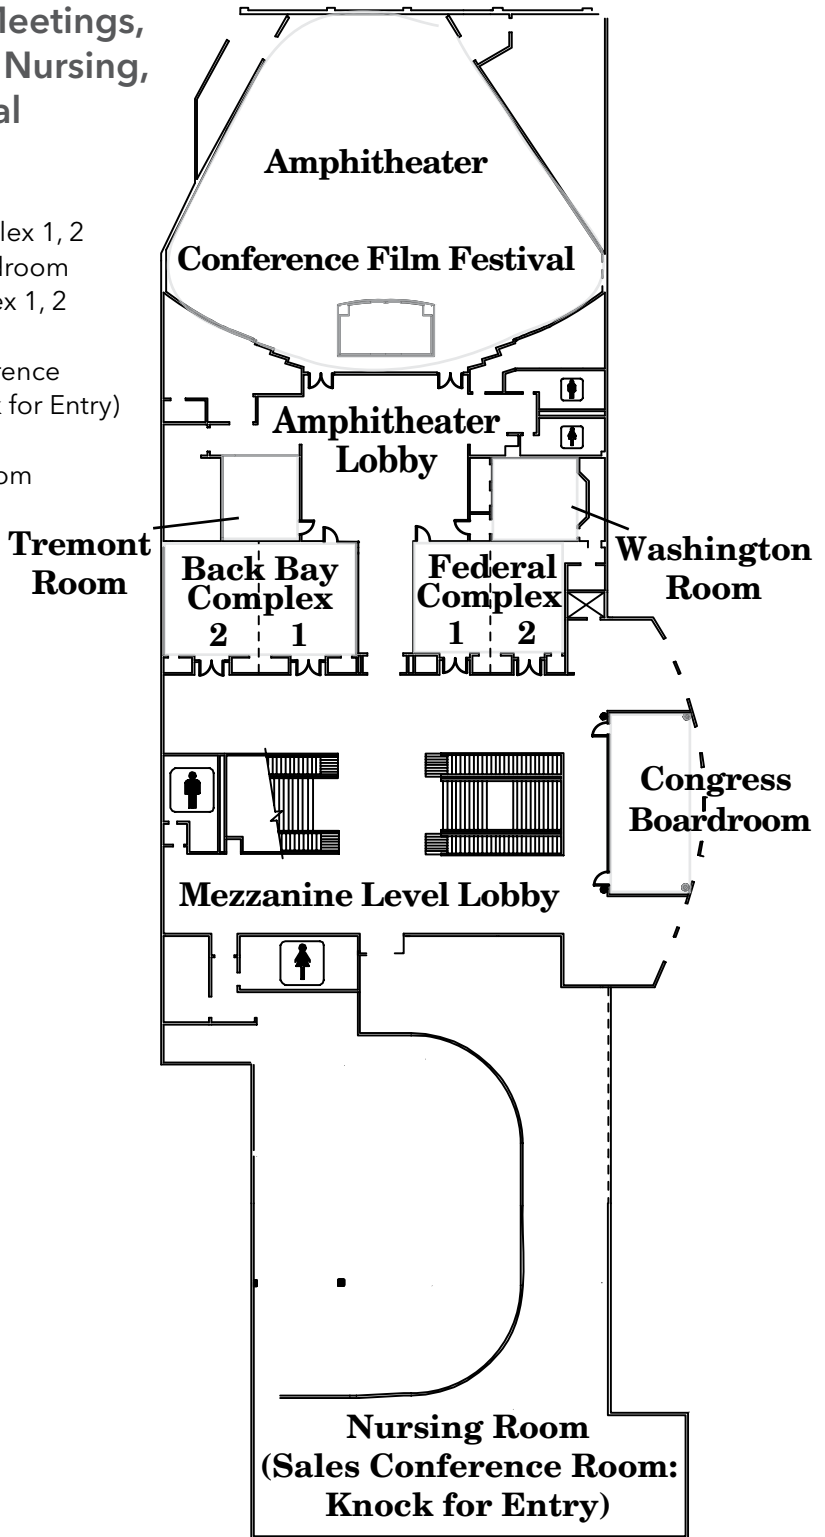 Meetings,
Nursing,
al
lex 1, 2
lroom
ex 1, 2
rence
k for Entry)
om
Amphitheater
Conference Film Festival
Amphitheater
Lobby
Tremont
Room
Washington
Room
Back Bay
Complex
2 1
Federal
Complex
1 2
Congress
Boardroom
Mezzanine Level Lobby
Nursing Room
(Sales Conference Room:
Knock for Entry)